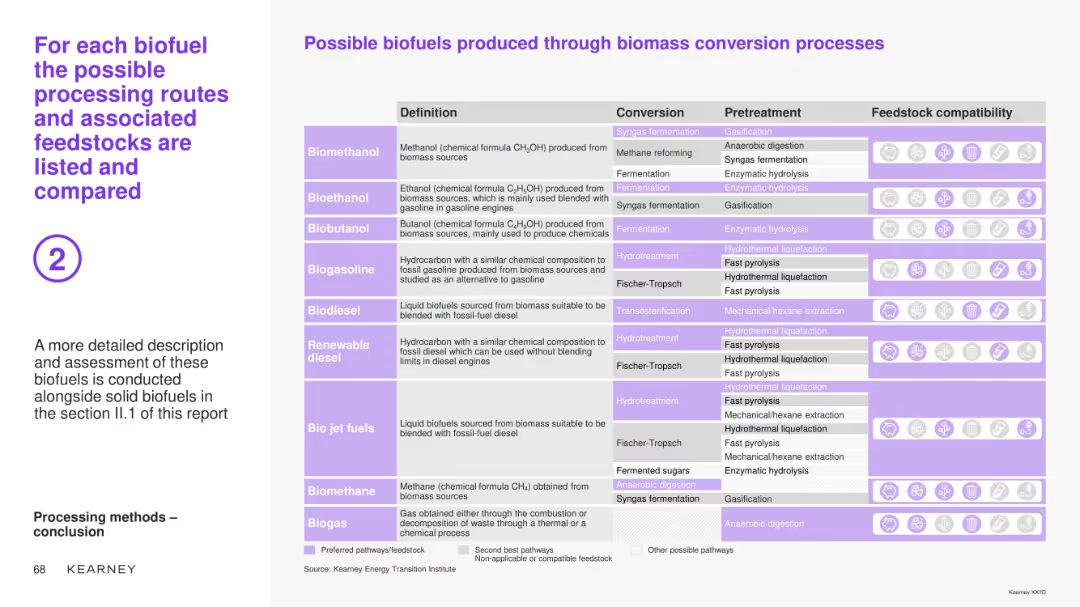 For each biofuel
the possible
processing routes
and associated
feedstocks are
listed and
compared
2
A more detailed description
and assessment of these
biofuels is conducted
alongside solid biofuels in
the section II.1 of this report
Processing methods –
conclusion
68 KEARNEY
Possible biofuels produced through biomass conversion processes
Definition Conversion Pretreatment Feedstock compatibility
Biomethanol
Methanol (chemical formula CH3OH) produced from
biomass sources
Syngas fermentation Gasification
Methane reforming Anaerobic digestion
Syngas fermentation
Fermentation Enzymatic hydrolysis
Bioethanol
Ethanol (chemical formula C2H5OH) produced from
biomass sources, which is mainly used blended with
gasoline in gasoline engines
Fermentation Enzymatic hydrolysis
Syngas fermentation Gasification
Biobutanol
Butanol (chemical formula C4H9OH) produced from
biomass sources, mainly used to produce chemicals
Fermentation Enzymatic hydrolysis
Biogasoline
Hydrocarbon with a similar chemical composition to
fossil gasoline produced from biomass sources and
studied as an alternative to gasoline
Hydrotreatment Hydrothermal liquefaction
Fast pyrolysis
Fischer-Tropsch Hydrothermal liquefaction
Fast pyrolysis
Biodiesel
Liquid biofuels sourced from biomass suitable to be
blended with fossil-fuel diesel
Transesterification Mechanical/hexane extraction
Renewable
diesel
Hydrocarbon with a similar chemical composition to
fossil diesel which can be used without blending
limits in diesel engines
Hydrotreatment Hydrothermal liquefaction
Fast pyrolysis
Fischer-Tropsch Hydrothermal liquefaction
Fast pyrolysis
Bio jet fuels
Liquid biofuels sourced from biomass suitable to be
blended with fossil-fuel diesel
Hydrotreatment Hydrothermal liquefaction
Fast pyrolysis
Mechanical/hexane extraction
Fischer-Tropsch Hydrothermal liquefaction
Fast pyrolysis
Mechanical/hexane extraction
Fermented sugars Enzymatic hydrolysis
Biomethane
Methane (chemical formula CH4) obtained from
biomass sources
Anaerobic digestion
Syngas fermentation Gasification
Biogas
Gas obtained either through the combustion or
decomposition of waste through a thermal or a
chemical process
Anaerobic digestion
Preferred pathways/feedstock Second best pathways Other possible pathways
Non-applicable or compatible feedstock
Source: Kearney Energy Transition Institute